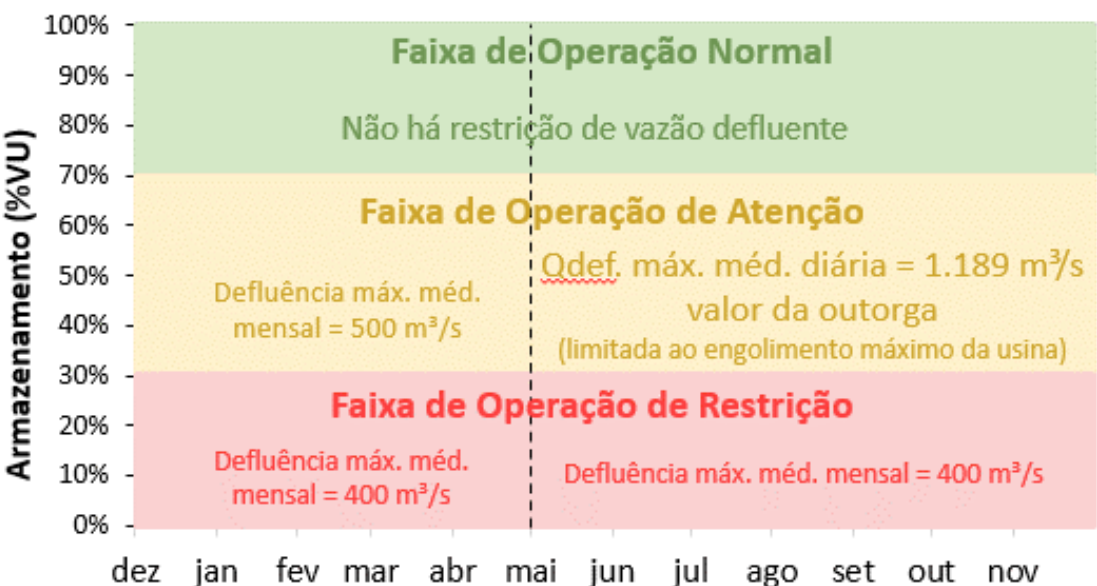 100%
90%
80%
70%
60%
50%
40%
30%
20%
10%
0%
Armazenamento (%VU)
Faixa de Operação Normal
Não há restrição de vazão defluente
Faixa de Operação de Atenção
Defluência máx. méd.
mensal = 500 m³/s
Qdef. máx. méd. diária = 1.189 m³/s
valor da outorga
(limitada ao engolimento máximo da usina)
Faixa de Operação de Restrição
Defluência máx. méd.
mensal = 400 m³/s
Defluência máx. méd. mensal = 400 m³/s
dez jan fev mar abr mai jun jul ago set out nov